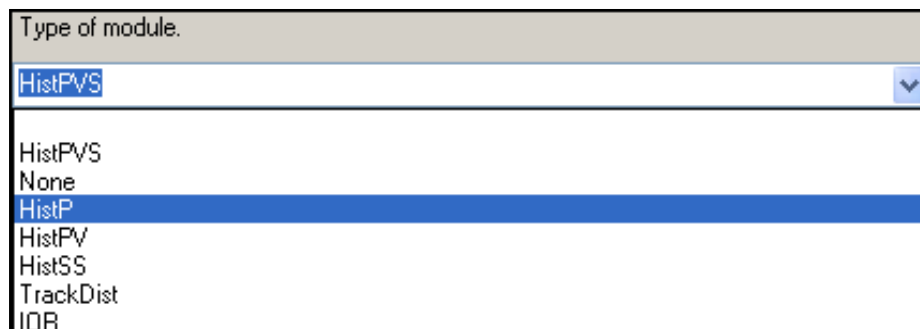 Type of module.
HistPVS
HistPVS
None
HistP
HistPV
HistSS
TrackDist